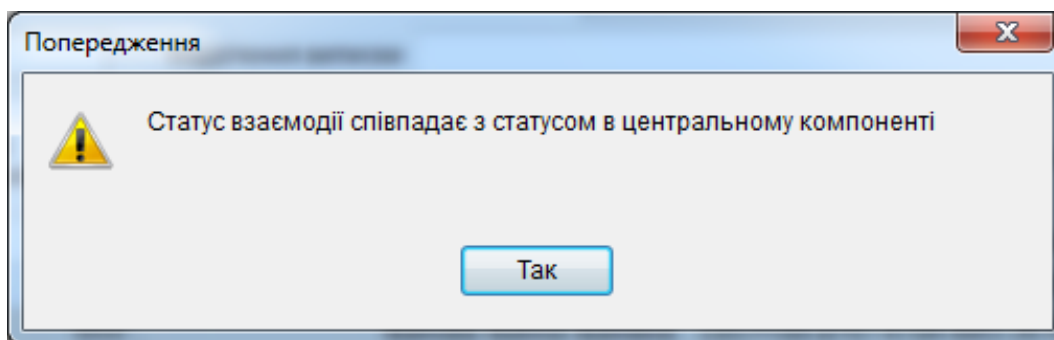 Попередження
Статус взаємодії співпадає з статусом в центральному компоненті
Так